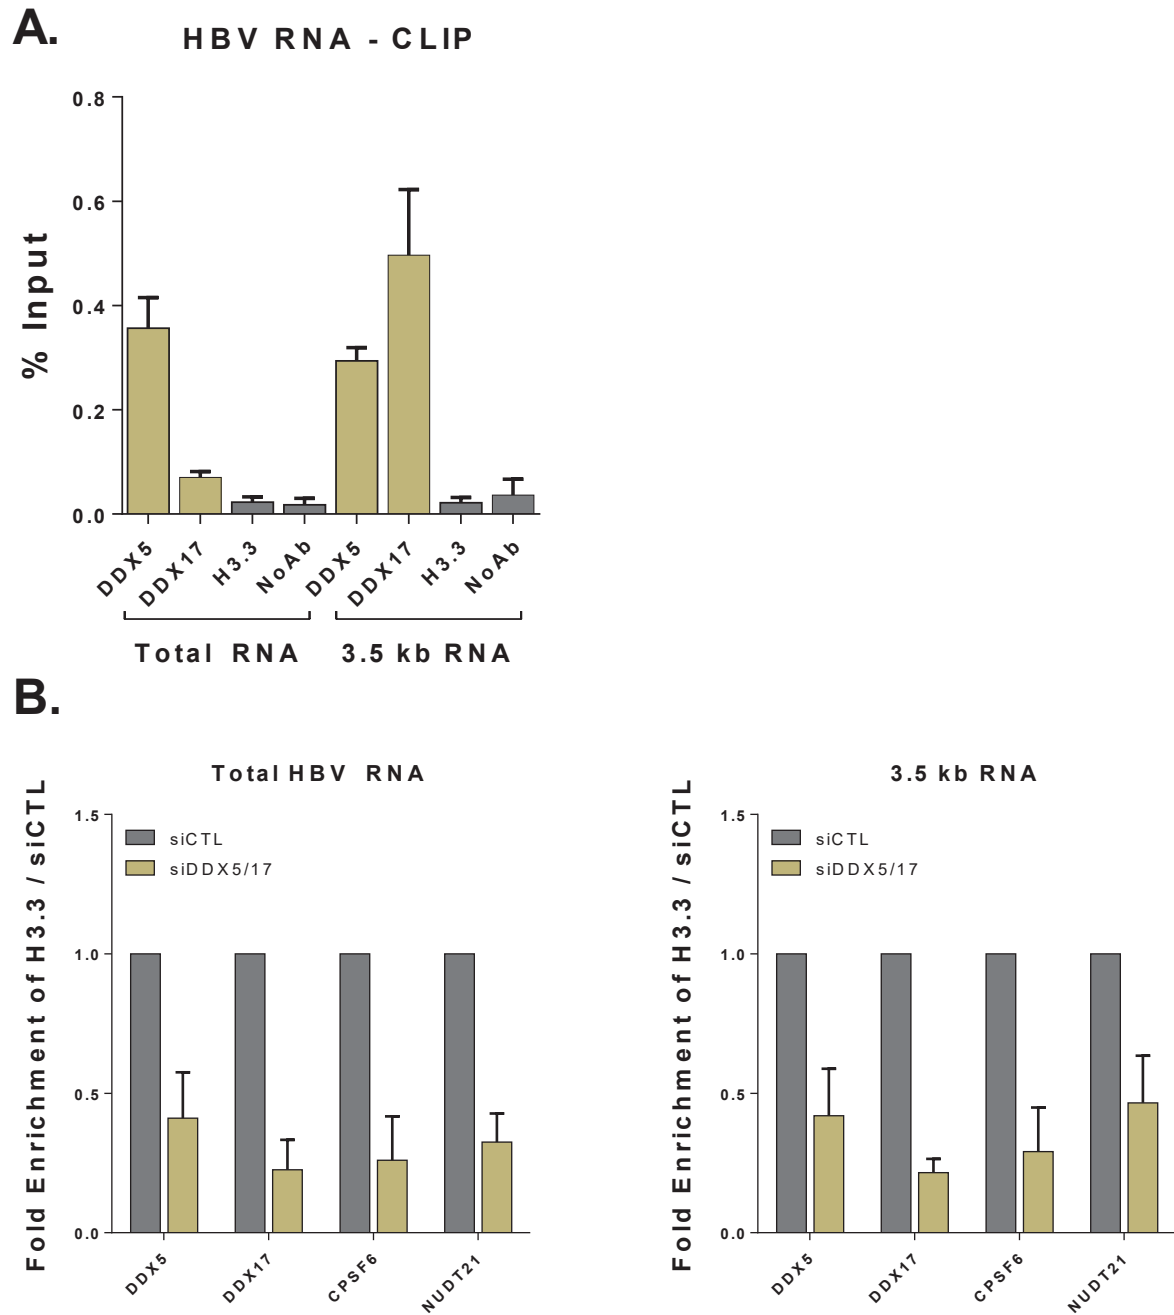 A.
HBV RNA - CLIP
% Input
0.8
0.6
0.4
0.2
0.0
DDX5
DDX17
H3.3
NoAb
DDX5
DDX17
H3.3
NoAb
Total RNA
3.5 kb RNA
B.
Total HBV RNA
Fold Enrichment of H3.3 / siCTL
1.5
1.0
0.5
0.0
siCTL
siDDX5/17
DDX5
DDX17
CPSF6
NUDT21
3.5 kb RNA
Fold Enrichment of H3.3 / siCTL
1.5
1.0
0.5
0.0
siCTL
siDDX5/17
DDX5
DDX17
CPSF6
NUDT21